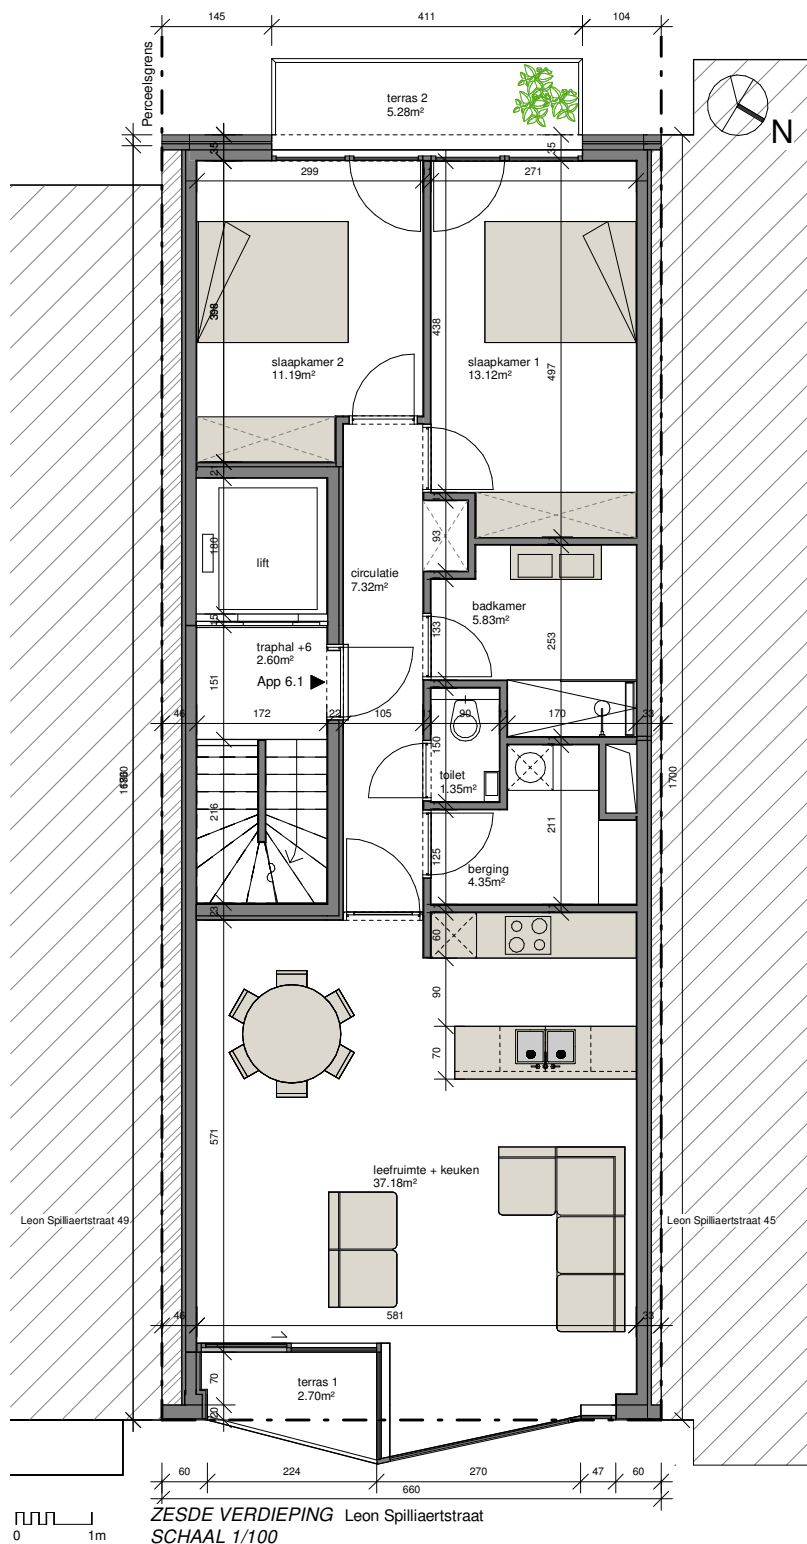 145
411
104
Perceelsgrens
terras 2
5.28m²
N
35
35
299
271
438
slaapkamer 2
11.19m²
slaapkamer 1
13.12m²
497
21
180
lift
93
circulatie
7.32m²
badkamer
5.83m²
15
133
253
traphal +6
2.60m²
App 6.1
151
46
172
22
105
11
90
11
170
33
150
toilet
1.35m²
1700
216
211
125
berging
4.35m²
23
60
90
70
571
leefruimte + keuken
37.18m²
Leon Spilliaertstraat 49
Leon Spilliaertstraat 45
46
581
33
70
terras 1
2.70m²
20
60
224
270
47
60
660
0
1m
ZESDE VERDIEPING Leon Spilliaertstraat
SCHAAL 1/100